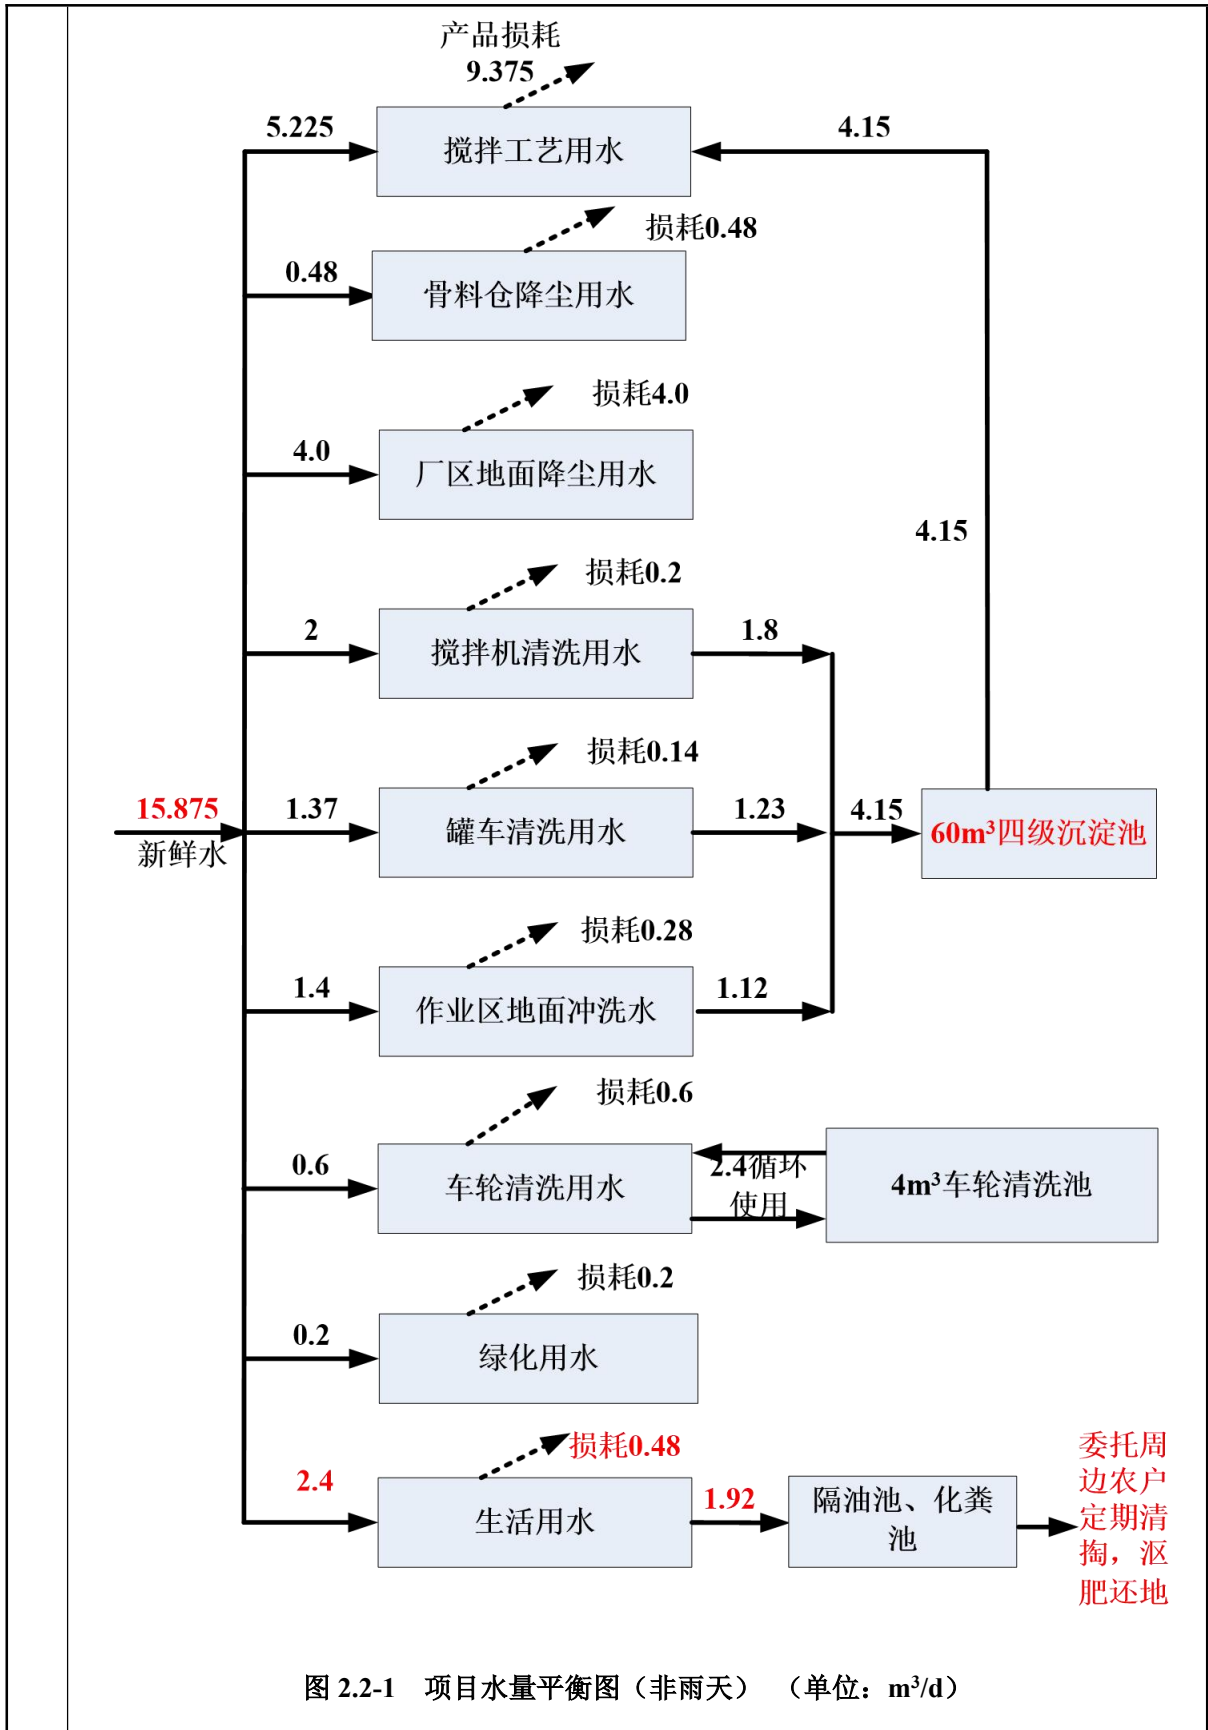 产品损耗
9.375
5.225
搅拌工艺用水
4.15
损耗0.48
0.48
骨料仓降尘用水
损耗4.0
4.0
厂区地面降尘用水
4.15
损耗0.2
2
搅拌机清洗用水
1.8
损耗0.14
15.875
新鲜水
1.37
罐车清洗用水
1.23
4.15
60m³四级沉淀池
损耗0.28
1.4
作业区地面冲洗水
1.12
损耗0.6
0.6
车轮清洗用水
2.4循环
使用
4m³车轮清洗池
损耗0.2
0.2
绿化用水
损耗0.48
2.4
生活用水
1.92
隔油池、化粪
池
委托周
边农户
定期清
掏，沤
肥还地
图 2.2-1 项目水量平衡图（非雨天） （单位：m³/d）